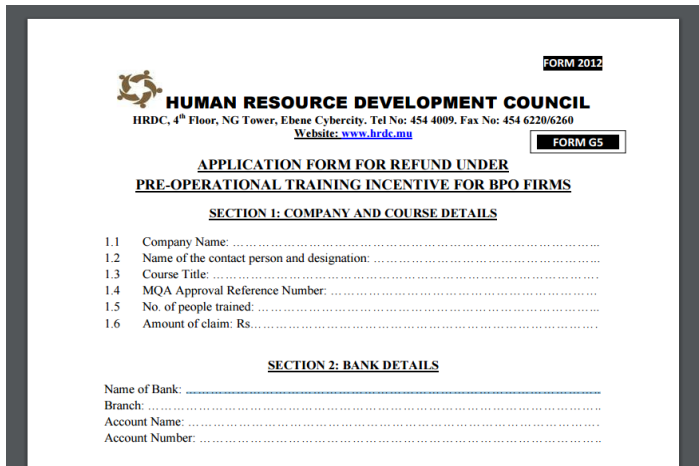 FORM 2012
HUMAN RESOURCE DEVELOPMENT COUNCIL
HRDC, 4th Floor, NG Tower, Ebene Cybercity. Tel No: 454 4009. Fax No: 454 6220/6260
Website: www.hrdc.mu
FORM G5
APPLICATION FORM FOR REFUND UNDER
PRE-OPERATIONAL TRAINING INCENTIVE FOR BPO FIRMS
SECTION 1: COMPANY AND COURSE DETAILS
1.1 Company Name: ……………………………………………………………………...
1.2 Name of the contact person and designation: …………………………………………...
1.3 Course Title: ………………………………………………………………………….
1.4 MQA Approval Reference Number: …………………………………………………
1.5 No. of people trained: …………………………………………………………………...
1.6 Amount of claim: Rs………………………………………………………………….
SECTION 2: BANK DETAILS
Name of Bank: ...................................................................................................
Branch: …………………………………………………………………………………..
Account Name: …………………………………………………………………………..
Account Number: ………………………………………………………………………..